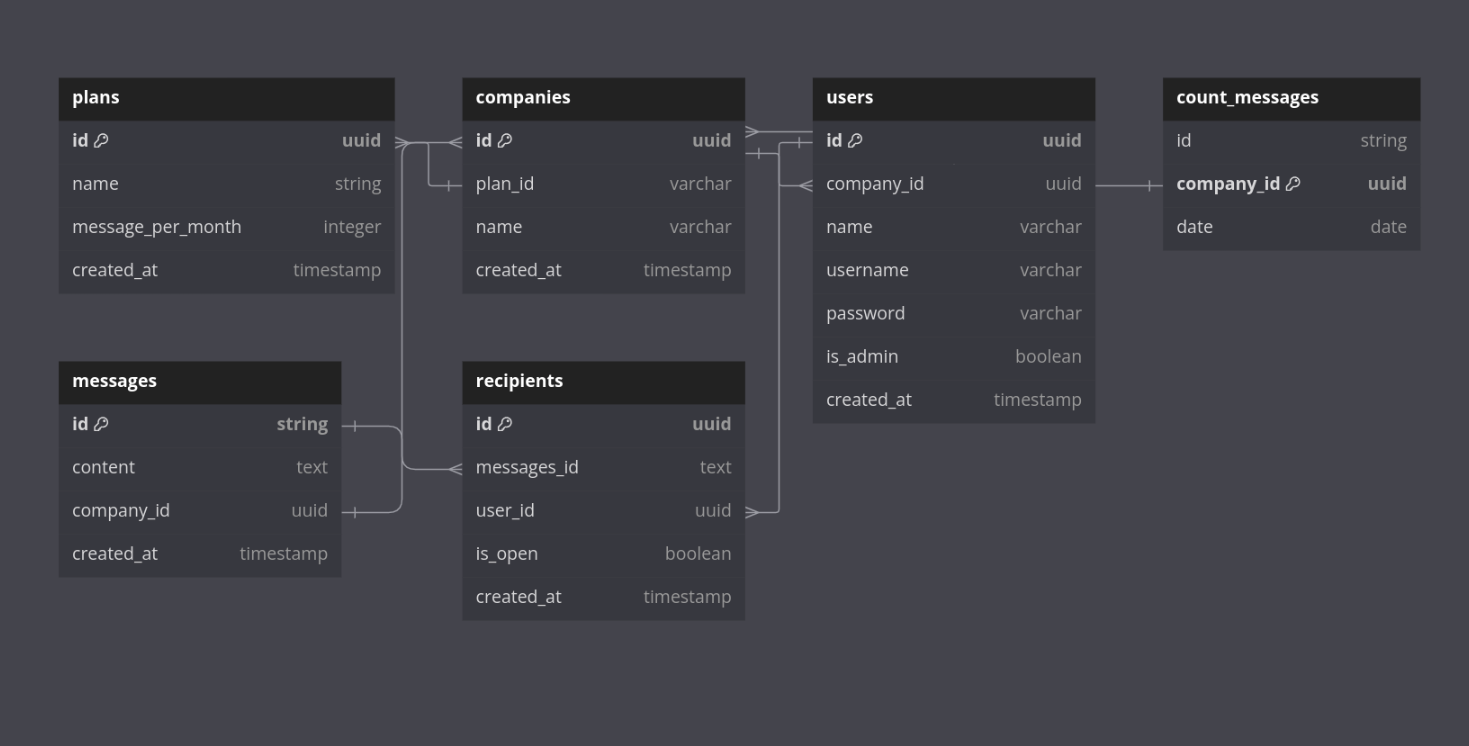 plans
id uuid
name string
message_per_month integer
created_at timestamp
companies
id uuid
plan_id varchar
name varchar
created_at timestamp
users
id uuid
company_id uuid
name varchar
username varchar
password varchar
is_admin boolean
created_at timestamp
count_messages
id string
company_id uuid
date date
messages
id string
content text
company_id uuid
created_at timestamp
recipients
id uuid
messages_id text
user_id uuid
is_open boolean
created_at timestamp